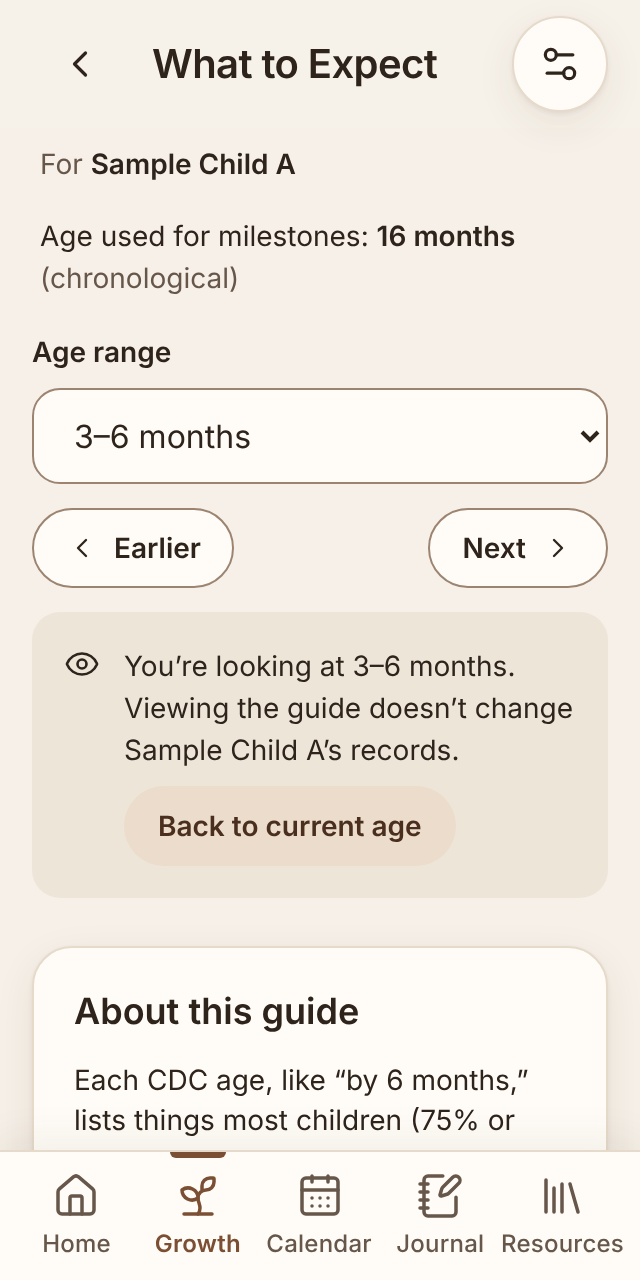 What to Expect
For Sample Child A
Age used for milestones: 16 months
(chronological)
Age range
3–6 months
Earlier
Next
You’re looking at 3–6 months.
Viewing the guide doesn’t change
Sample Child A’s records.
Back to current age
About this guide
Each CDC age, like “by 6 months,”
lists things most children (75% or
Home
Growth
Calendar
Journal
Resources